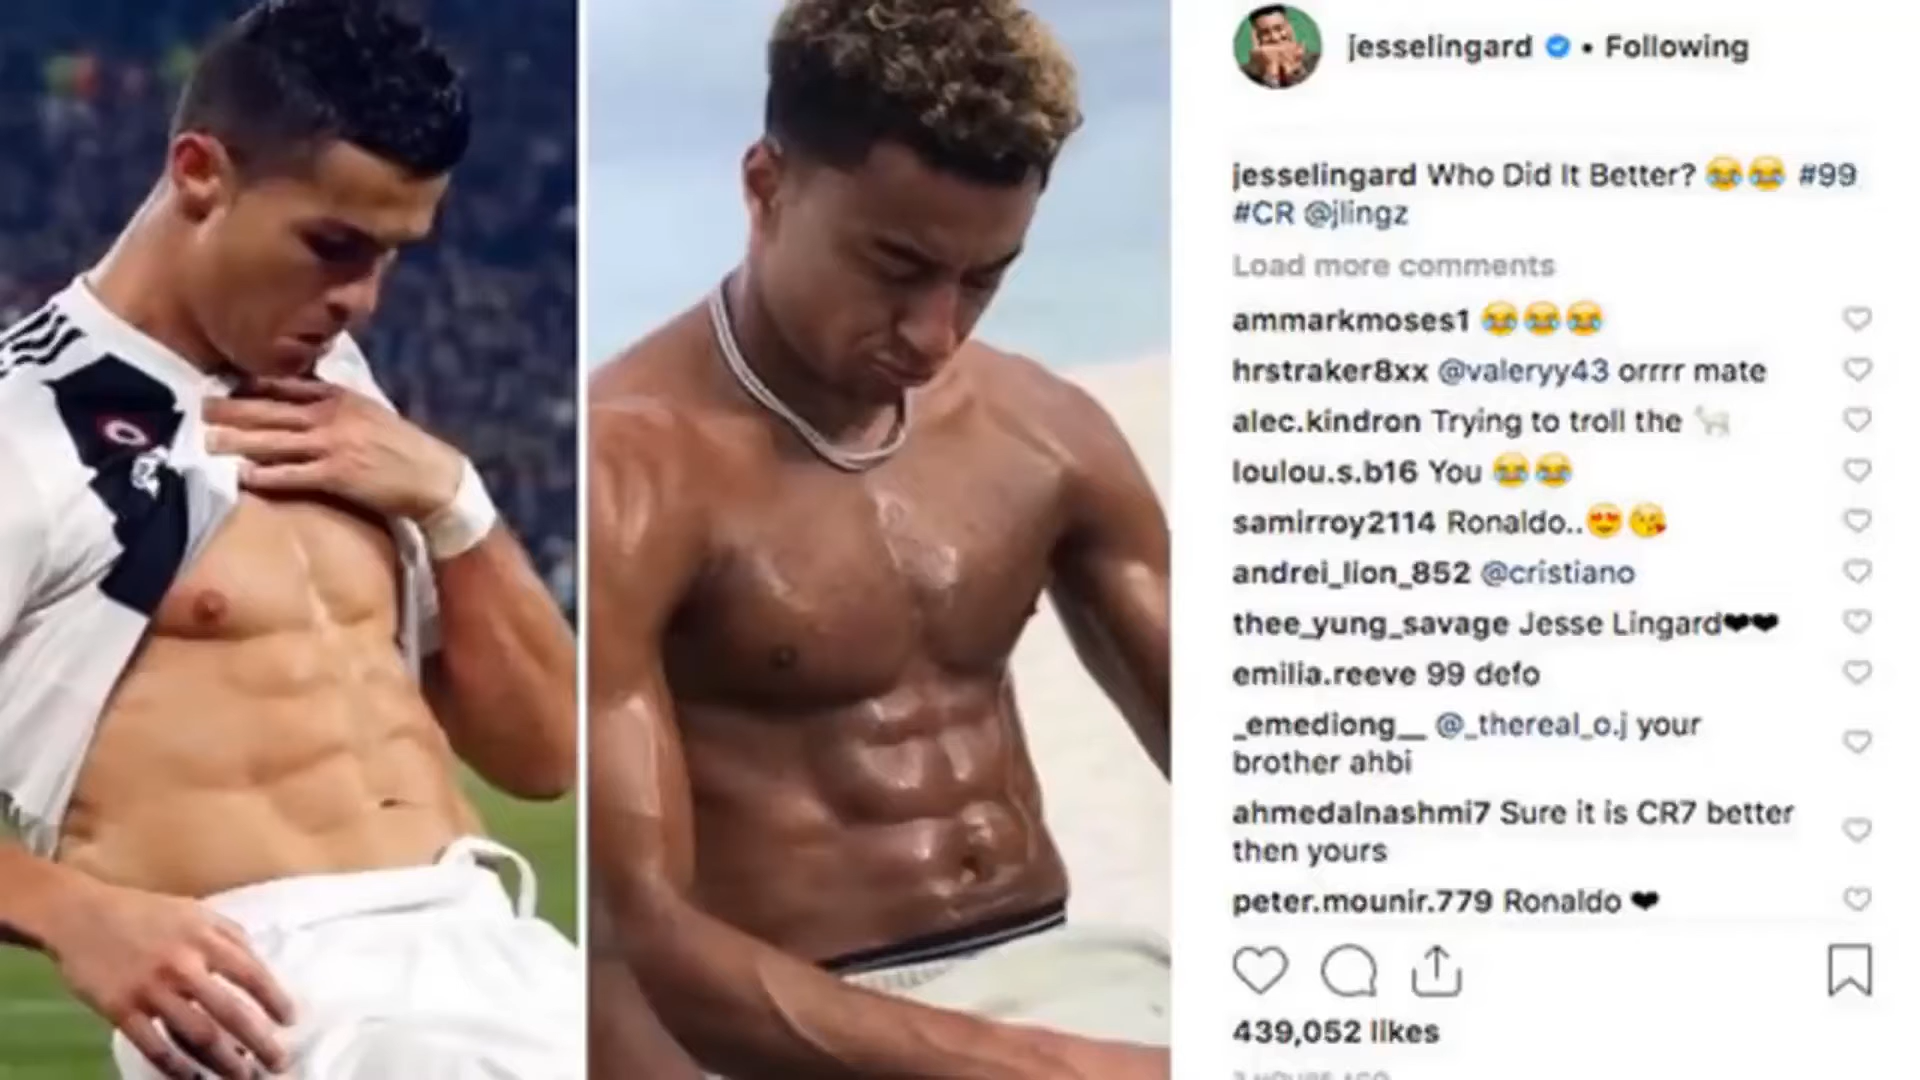 jesselingard • Following
jesselingard Who Did It Better? 😂😂 #99
#CR @jlingz
Load more comments
ammarkmoses1 😂😂😂
hrstraker8xx @valeryy43 orrrr mate
alec.kindron Trying to troll the 🐐
loulou.s.b16 You 😂😂
samirroy2114 Ronaldo..😍😘
andrei_lion_852 @cristiano
thee_yung_savage Jesse Lingard❤❤
emilia.reeve 99 defo
_emediong__ @_thereal_o.j your
brother ahbi
ahmedalnashmi7 Sure it is CR7 better
then yours
peter.mounir.779 Ronaldo ❤
439,052 likes
HOURS AGO